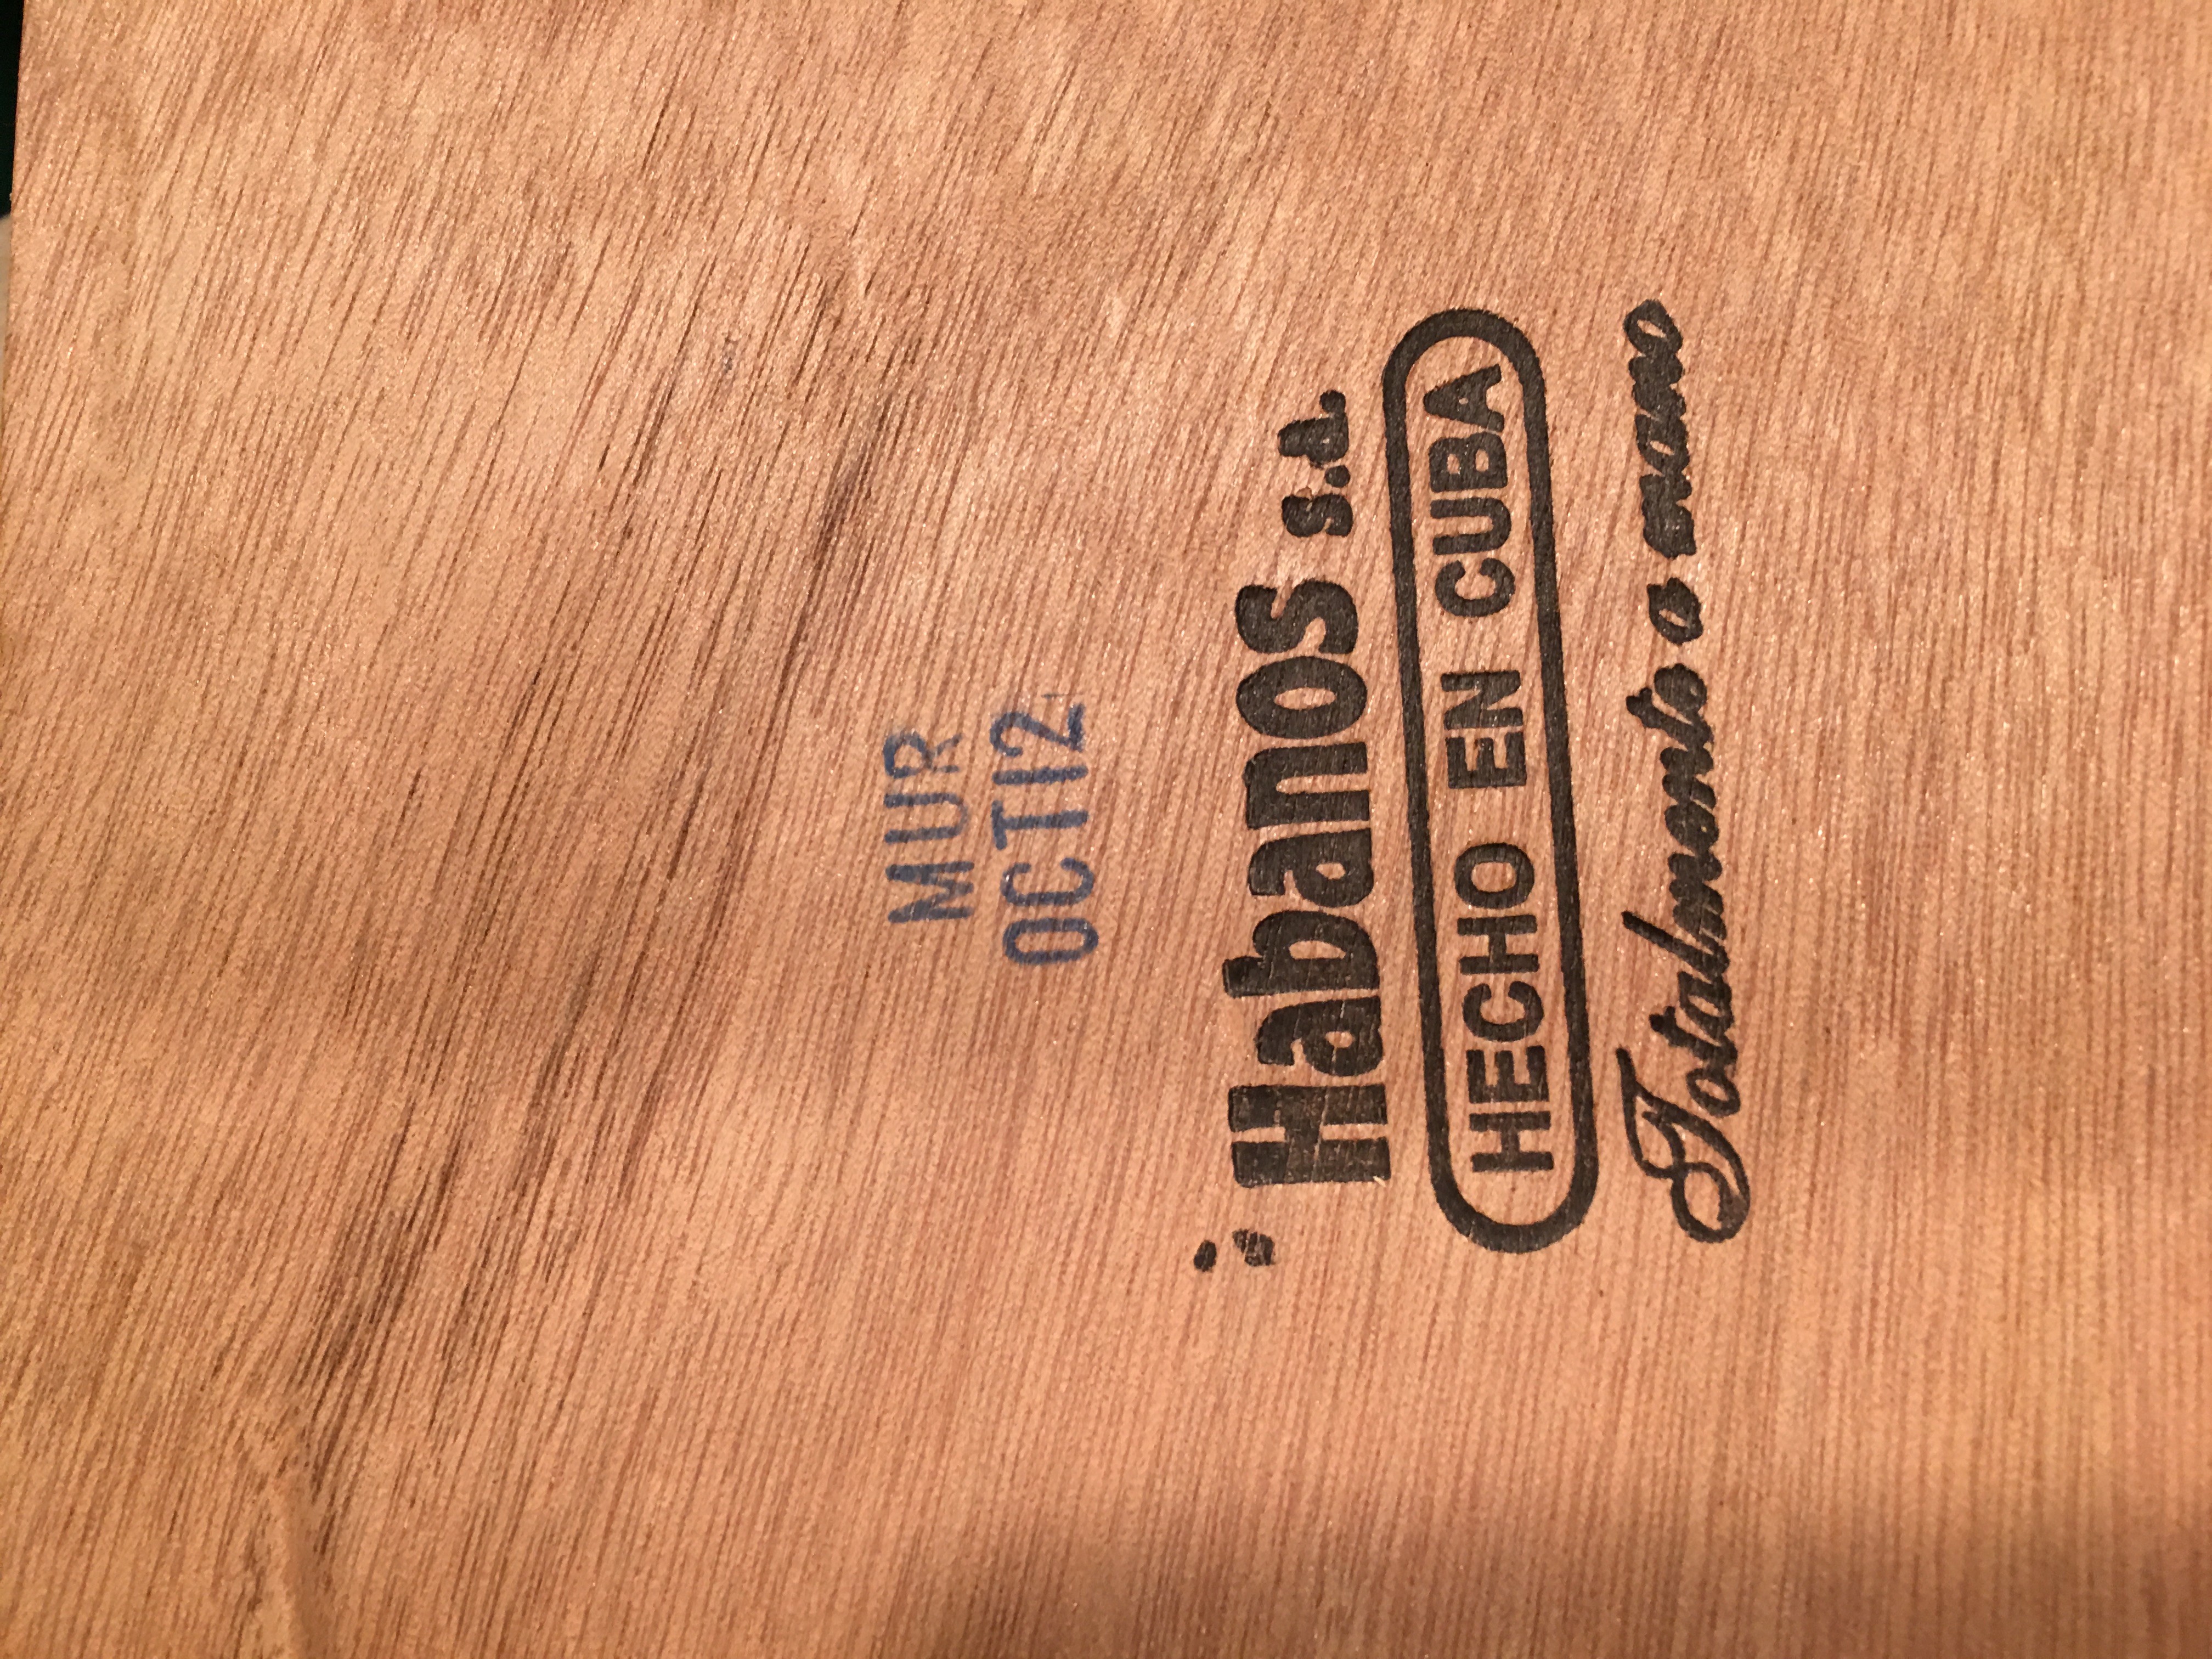 MUR
OCT12
Habanos s.a.
HECHO EN CUBA
Totalmente a mano